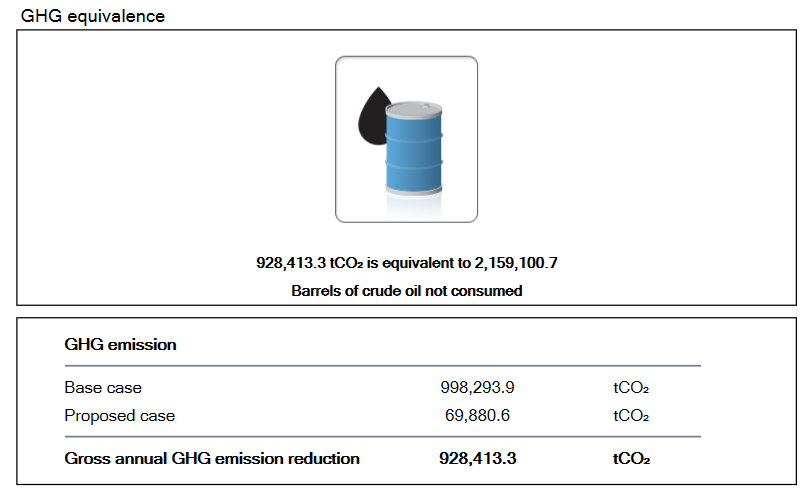 GHG equivalence
928,413.3 tCO₂ is equivalent to 2,159,100.7
Barrels of crude oil not consumed
GHG emission
Base case 998,293.9 tCO₂
Proposed case 69,880.6 tCO₂
Gross annual GHG emission reduction 928,413.3 tCO₂